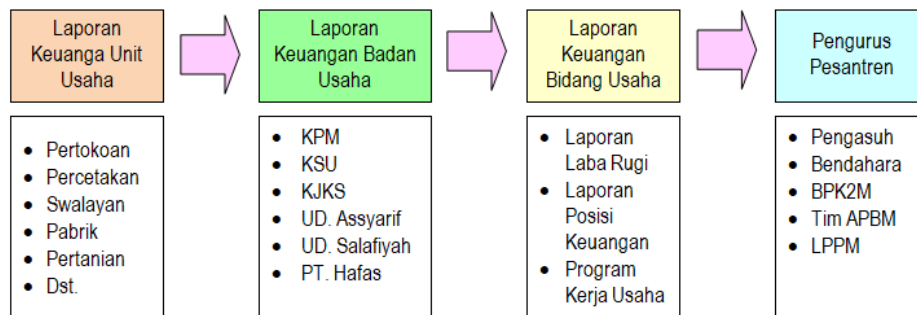 Laporan
Keuanga Unit
Usaha
Laporan
Keuangan Badan
Usaha
Laporan
Keuangan
Bidang Usaha
Pengurus
Pesantren
• Pertokoan
• Percetakan
• Swalayan
• Pabrik
• Pertanian
• Dst.
• KPM
• KSU
• KJKS
• UD. Assyarif
• UD. Salafiyah
• PT. Hafas
• Laporan
Laba Rugi
• Laporan
Posisi
Keuangan
• Program
Kerja Usaha
• Pengasuh
• Bendahara
• BPK2M
• Tim APBM
• LPPM